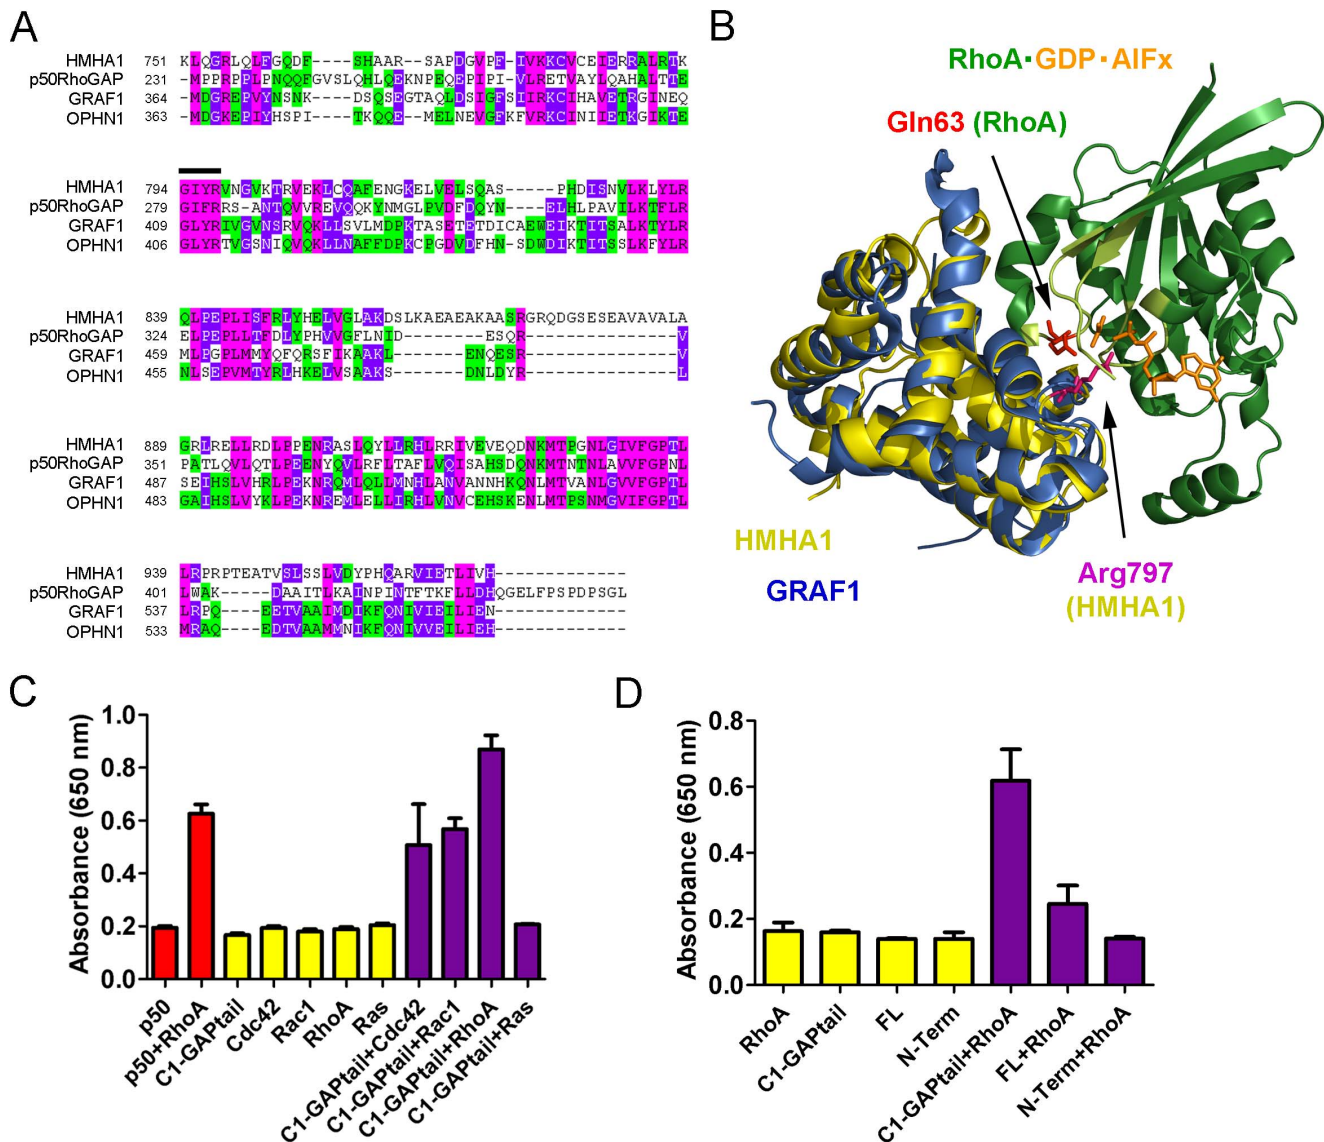 A
HMHA1 751 KLQGRLQLFGQDF----SHAAR--SAPDGVPF-IVKKCVCEIERRALRTK
p50RhoGAP 231 -MPPRPPLPNQQFGVSLQHLQEKNPEQEPIPI-VLRETVAYLQAHALTTE
GRAF1 364 -MDGREPVYNSNK----DSQSEGTAQLDSIGFSIIRKCIHAVETRGINEQ
OPHN1 363 -MDGKEPIYHSPI----TKQQE--MELNEVGFKFVRKCINIIETKGIKTE
HMHA1 794 GIYRVNGVKTRVEKLCQAFENGKELVELSQAS-----PHDISNVLKLYLR
p50RhoGAP 279 GIFRRS-ANTQVVREVQQKYNMGLPVDFDQYN----ELHLPAVILKTFLR
GRAF1 409 GLYRIVGVNSRVQKLLSVLMDPKTASETETDICAEWEIKTITSALKTYLR
OPHN1 406 GLYRTVGSNIQVQKLLNAFFDPKCPGDVDFHN-SDWDIKTITSSLKFYLR
HMHA1 839 QLPEPLISFRLYHELVGLAKDSLKAEAEAKAASRGRQDGSESEAVAVALA
p50RhoGAP 324 ELPEPLLTFDLYPHVVGFLNID--------ESQR---------------V
GRAF1 459 MLPGPLMMYQFQRSFIKAAKL-------ENQESR---------------V
OPHN1 455 NLSEPVMTYRLHKELVSAAKS-------DNLDYR---------------L
HMHA1 889 GRLRELLRDLPPENRASLQYLLRHLRRIVEVEQDNKMTPGNLGIVFGPTL
p50RhoGAP 351 PATLQVLQTLPEENYQVLRFLTAFLVQISAHSDQNKMTNTNLAVVFGPNL
GRAF1 487 SEIHSLVHRLPEKNRQMLQLLMNHLANVANNHKQNLMTVANLGVVFGPTL
OPHN1 483 GAIHSLVYKLPEKNREMLELLIRHLVNVCEHSKENLMTPSNMGVIFGPTL
HMHA1 939 LRPRPTEATVSLSSLVDYPHQARVIETLIVH-------------
p50RhoGAP 401 LWAK-----DAAITLKAINPINTFTKFLLDHQGELFPSPDPSGL
GRAF1 537 LRPQ----EETVAAIMDIKFQNIVIEILIEN-------------
OPHN1 533 MRAQ----EDTVAAMMNIKFQNIVVEILIEH-------------
B
RhoA·GDP·AlFx
Gln63 (RhoA)
HMHA1
GRAF1
Arg797
(HMHA1)
C
Absorbance (650 nm)
1.0
0.8
0.6
0.4
0.2
0.0
p50
p50+RhoA
C1-GAPtail
Cdc42
Rac1
RhoA
Ras
C1-GAPtail+Cdc42
C1-GAPtail+Rac1
C1-GAPtail+RhoA
C1-GAPtail+Ras
D
Absorbance (650 nm)
0.8
0.6
0.4
0.2
0.0
RhoA
C1-GAPtail
FL
N-Term
C1-GAPtail+RhoA
FL+RhoA
N-Term+RhoA